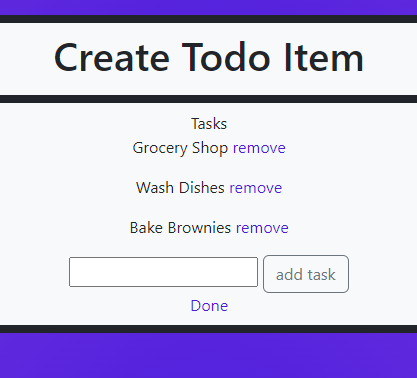 Create Todo Item
Tasks
Grocery Shop remove
Wash Dishes remove
Bake Brownies remove
add task
Done